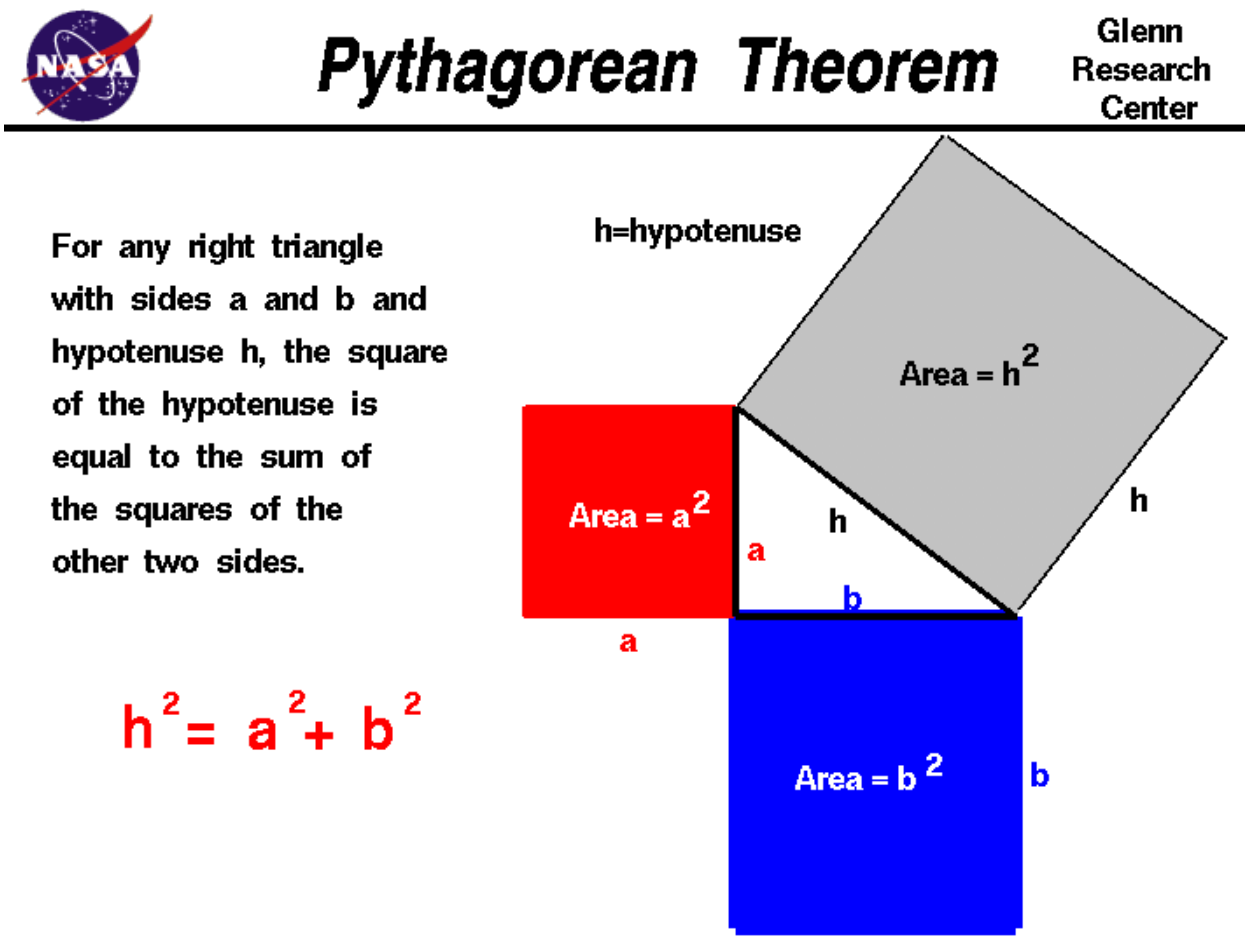 NASA
Pythagorean Theorem
Glenn
Research
Center
For any right triangle
with sides a and b and
hypotenuse h, the square
of the hypotenuse is
equal to the sum of
the squares of the
other two sides.
h² = a² + b²
h=hypotenuse
Area = h²
h
h
Area = a²
a
a
b
Area = b²
b